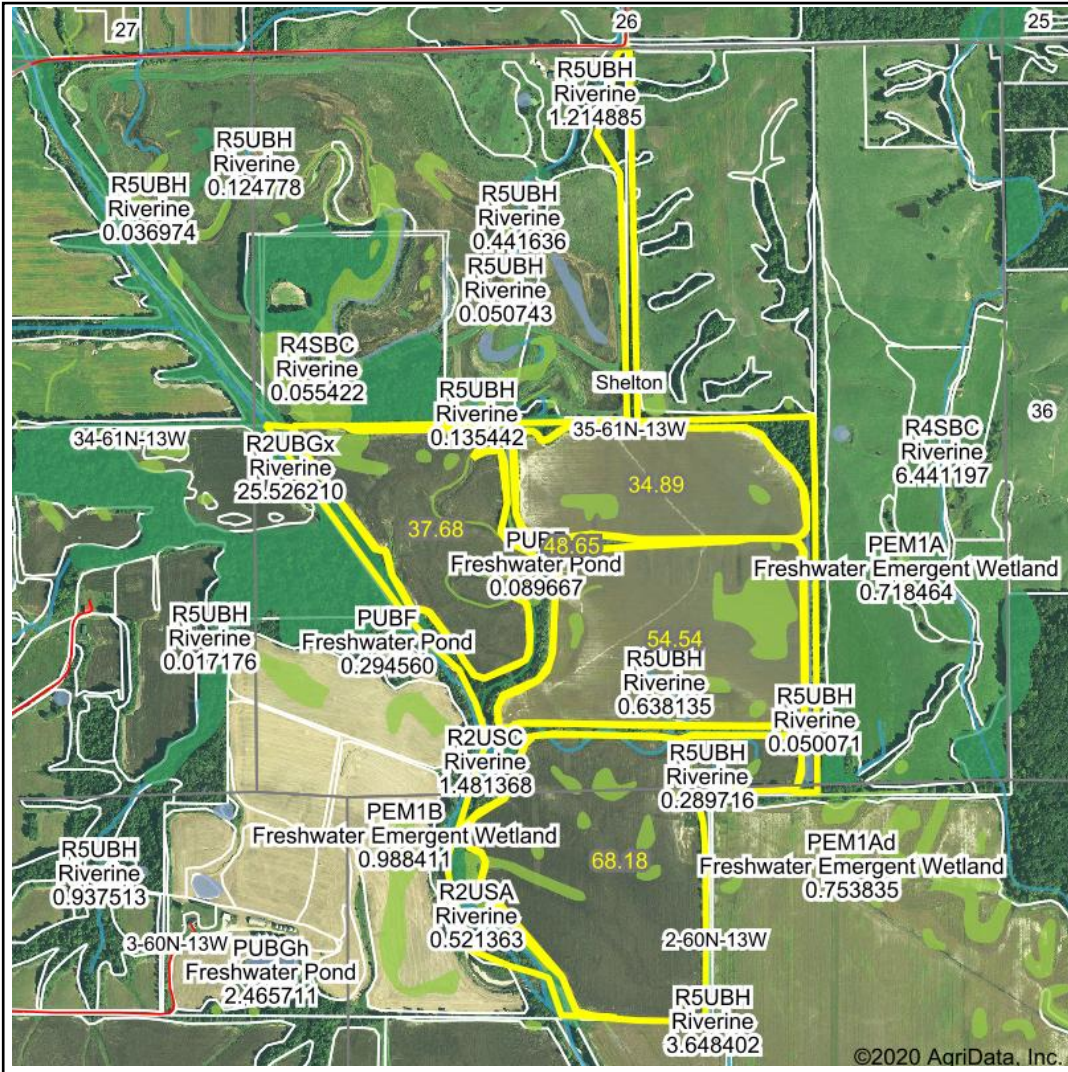 27
26
25
R5UBH
Riverine
1.214885
R5UBH
Riverine
0.124778
R5UBH
Riverine
0.036974
R5UBH
Riverine
0.441636
R5UBH
Riverine
0.050743
R4SBC
Riverine
0.055422
Shelton
R5UBH
Riverine
0.135442
35-61N-13W
34-61N-13W
36
R4SBC
Riverine
6.441197
R2UBGx
Riverine
25.526210
34.89
37.68
48.65
Freshwater Pond
0.089667
PEM1A
Freshwater Emergent Wetland
0.718464
R5UBH
Riverine
0.017176
PUBF
Freshwater Pond
0.294560
54.54
R5UBH
Riverine
0.638135
R5UBH
Riverine
0.050071
R2USC
Riverine
1.481368
R5UBH
Riverine
0.289716
PEM1B
Freshwater Emergent Wetland
0.988411
68.18
PEM1Ad
Freshwater Emergent Wetland
0.753835
R5UBH
Riverine
0.937513
R2USA
Riverine
0.521363
3-60N-13W
2-60N-13W
PUBGh
Freshwater Pond
2.465711
R5UBH
Riverine
3.648402
©2020 AgriData, Inc.